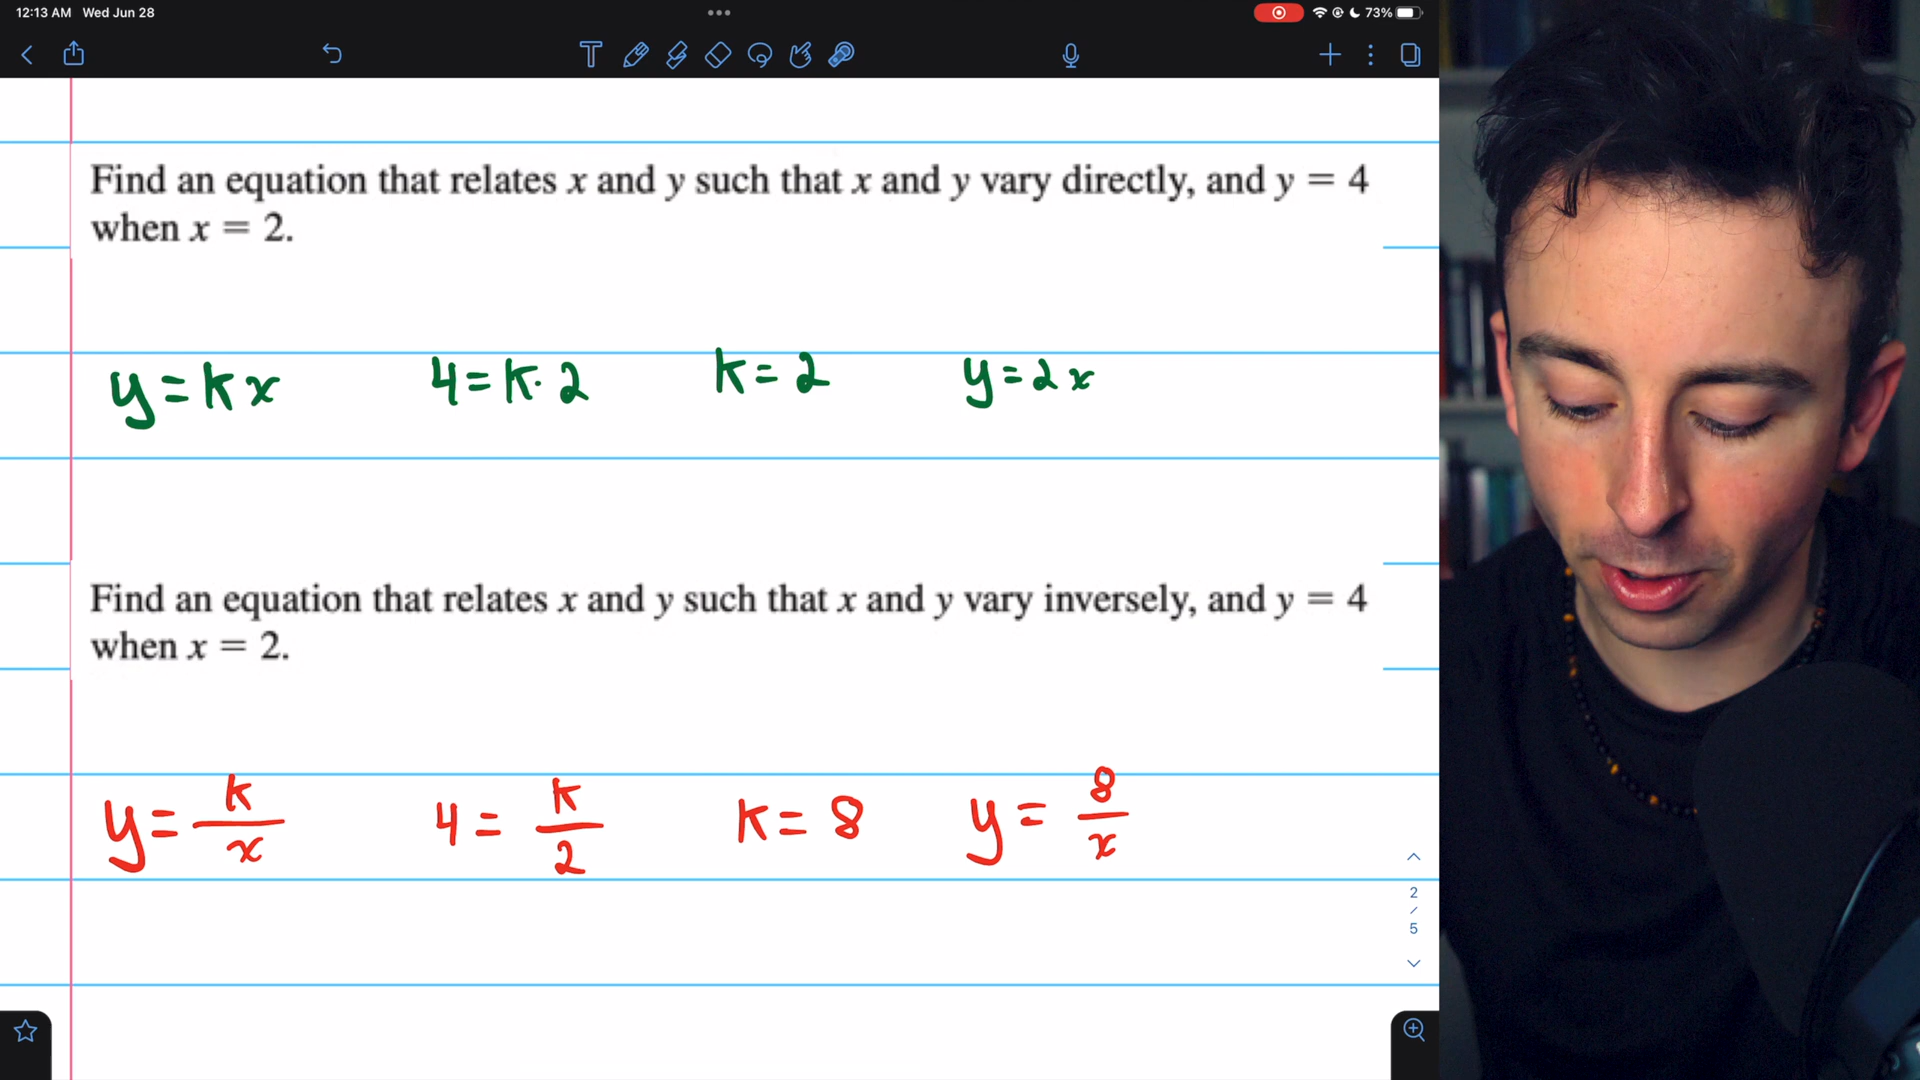 12:13 AM Wed Jun 28
73%
Find an equation that relates x and y such that x and y vary directly, and y = 4
when x = 2.
y = kx 4 = k · 2 k = 2 y = 2x
Find an equation that relates x and y such that x and y vary inversely, and y = 4
when x = 2.
y = k/x 4 = k/2 k = 8 y = 8/x
2
/
5